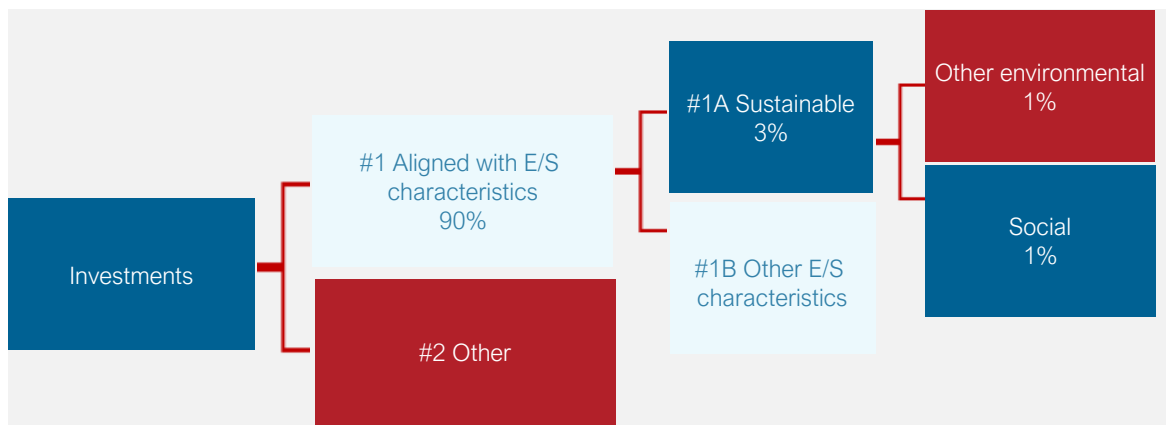 Investments
#1 Aligned with E/S
characteristics
90%
#2 Other
#1A Sustainable
3%
#1B Other E/S
characteristics
Other environmental
1%
Social
1%